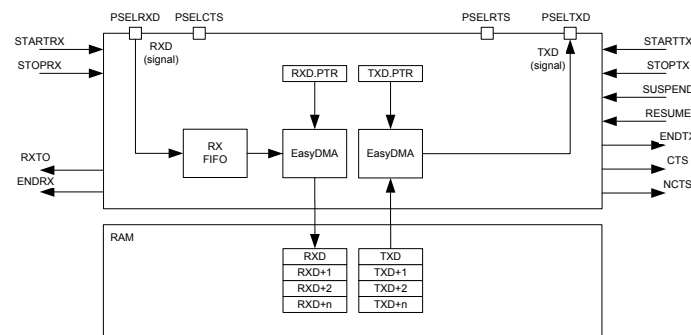 PSELRXD PSELCTS PSELRTS PSELTXD
STARTRX RXD TXD STARTTX
(signal) (signal)
STOPRX RXD.PTR TXD.PTR STOPTX
SUSPEND
RESUME
RX
FIFO EasyDMA EasyDMA ENDTX
RXTO CTS
ENDRX NCTS
RAM
RXD TXD
RXD+1 TXD+1
RXD+2 TXD+2
RXD+n TXD+n